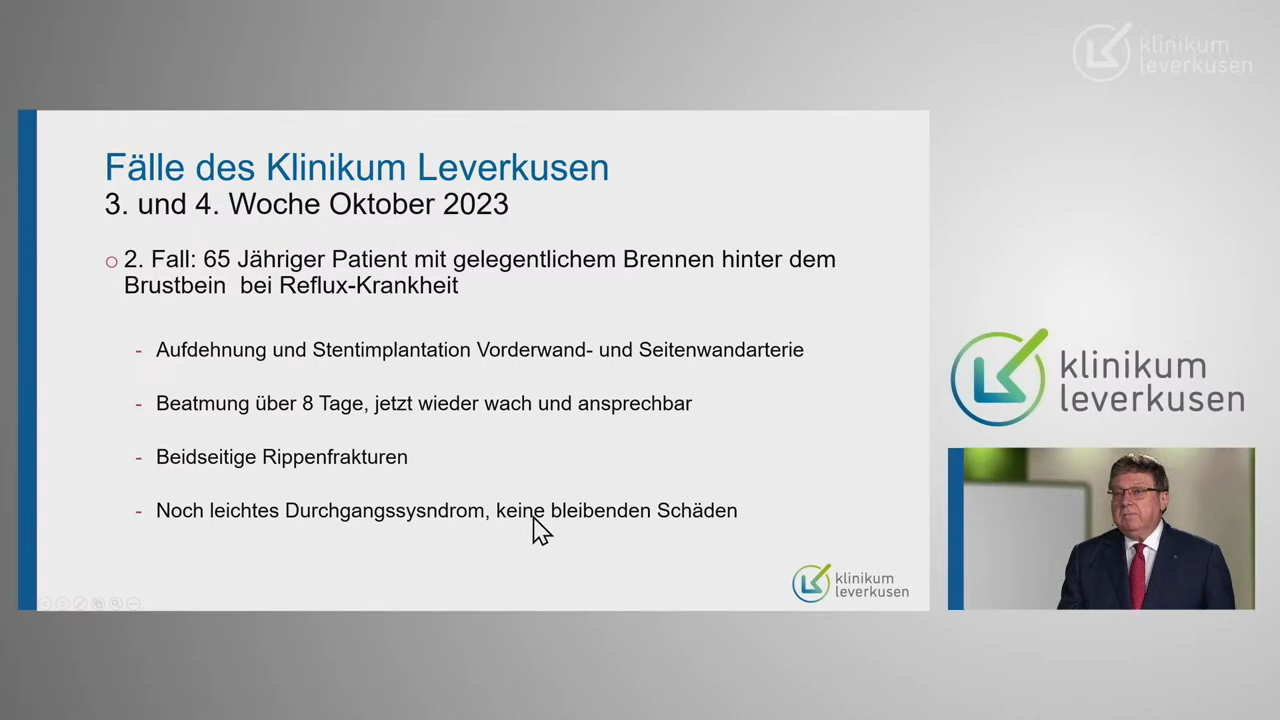 klinikum
leverkusen
Fälle des Klinikum Leverkusen
3. und 4. Woche Oktober 2023
2. Fall: 65 Jähriger Patient mit gelegentlichem Brennen hinter dem
Brustbein bei Reflux-Krankheit
- Aufdehnung und Stentimplantation Vorderwand- und Seitenwandarterie
- Beatmung über 8 Tage, jetzt wieder wach und ansprechbar
- Beidseitige Rippenfrakturen
- Noch leichtes Durchgangssysndrom, keine bleibenden Schäden
klinikum
leverkusen
klinikum
leverkusen